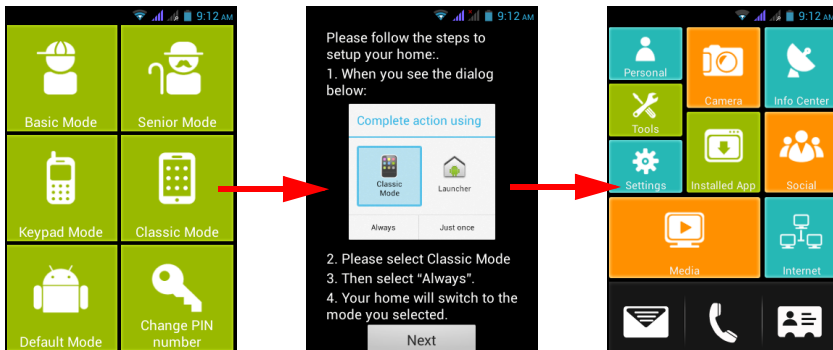 9:12 AM
Basic Mode
Senior Mode
Keypad Mode
Classic Mode
Default Mode
Change PIN
number
9:12 AM
Please follow the steps to
setup your home:.
1. When you see the dialog
below:
Complete action using
Classic
Mode
Launcher
Always
Just once
2. Please select Classic Mode
3. Then select “Always”.
4. Your home will switch to the
mode you selected.
Next
9:12 AM
Personal
Camera
Info Center
Tools
Settings
Installed App
Social
Media
Internet